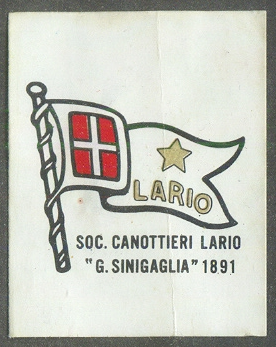 LARIO
SOC. CANOTTIERI LARIO
"G. SINIGAGLIA" 1891